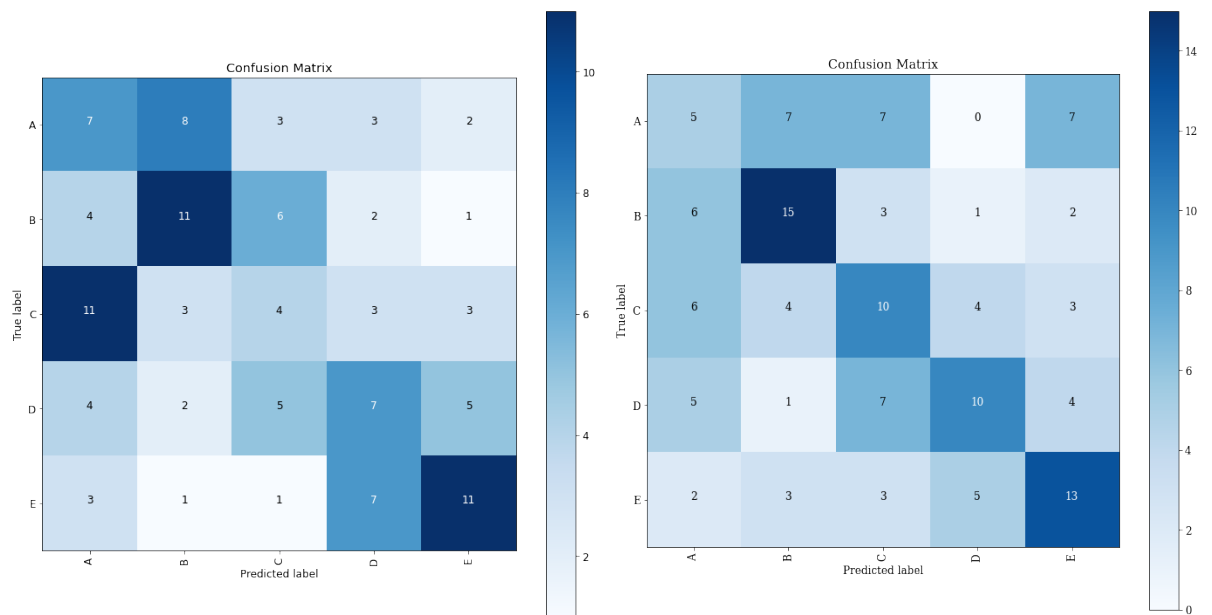 Confusion Matrix
True label
A 7 8 3 3 2
B 4 11 6 2 1
C 11 3 4 3 3
D 4 2 5 7 5
E 3 1 1 7 11
A B C D E
Predicted label
10
8
6
4
2
Confusion Matrix
True label
A 5 7 7 0 7
B 6 15 3 1 2
C 6 4 10 4 3
D 5 1 7 10 4
E 2 3 3 5 13
A B C D E
Predicted label
14
12
10
8
6
4
2
0